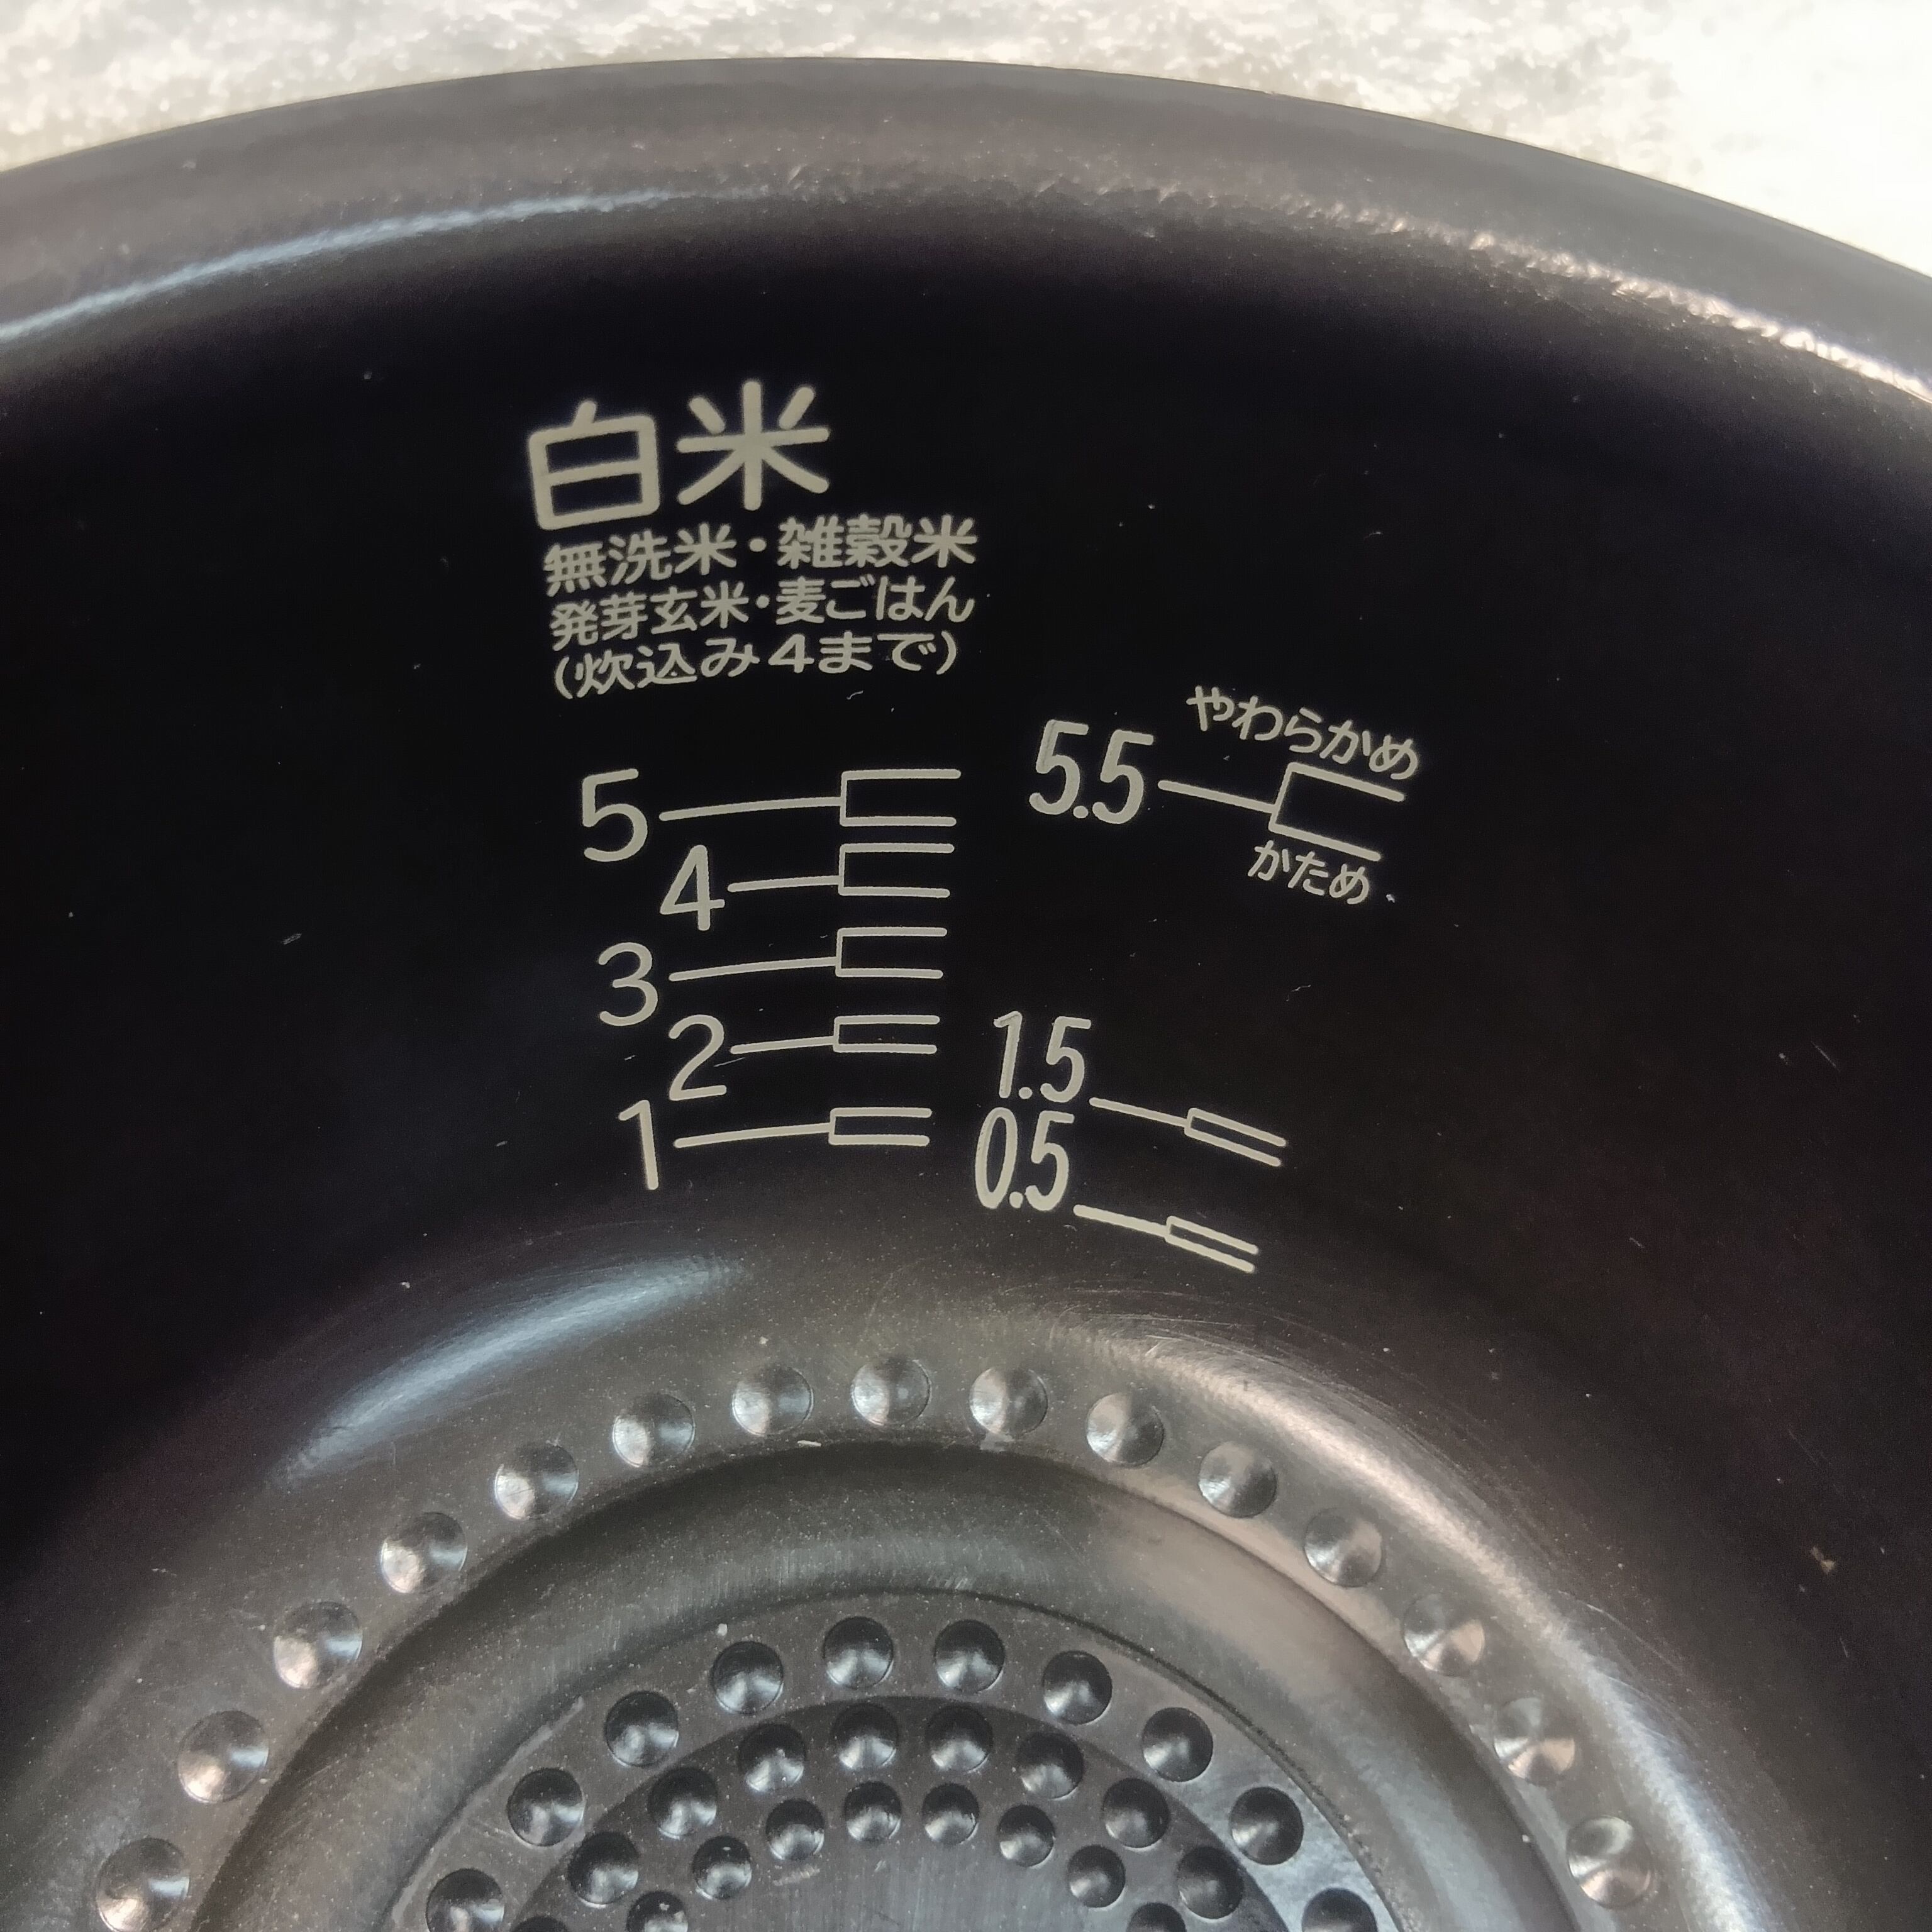 白米
無洗米・雑穀米
発芽玄米・麦ごはん
(炊込み4まで)
やわらかめ
5.5
かため
5
4
3
2
1
1.5
0.5